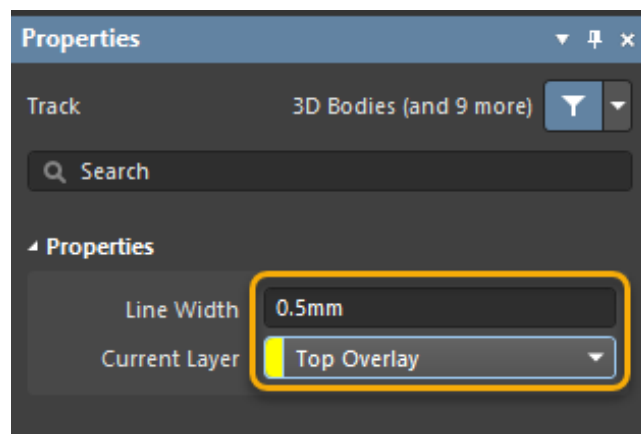 Properties
Track 3D Bodies (and 9 more)
Search
Properties
Line Width 0.5mm
Current Layer Top Overlay